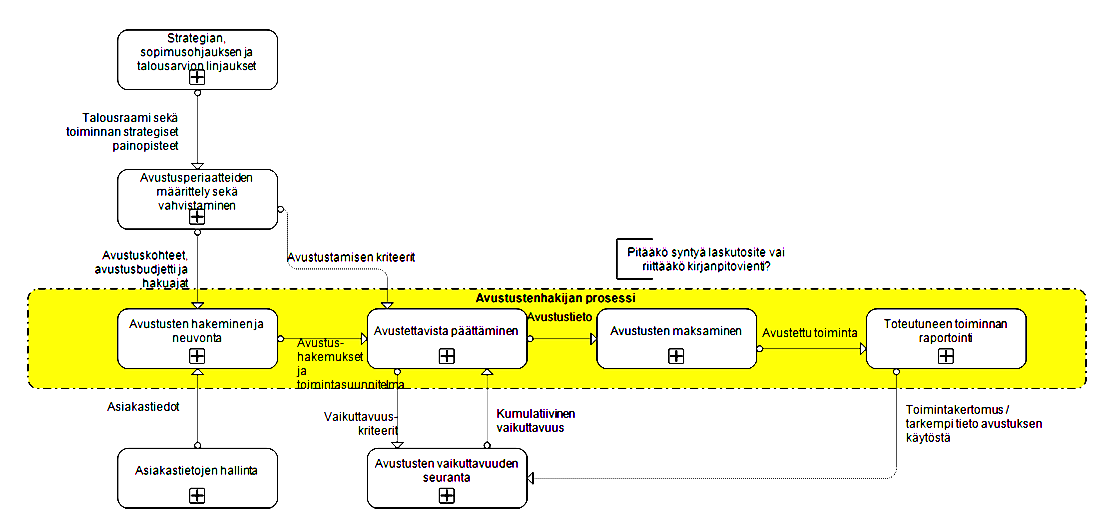 Strategian,
sopimusohjauksen ja
talousarvion linjaukset
Talousraami sekä
toiminnan strategiset
painopisteet
Avustusperiaatteiden
määrittely sekä
vahvistaminen
Avustuskohteet,
avustusbudjetti ja
hakuajat
Avustamisen kriteerit
Pitääkö syntyä laskutosite vai
riittääkö kirjanpitovienti?
Avustustenhakijan prosessi
Avustusten hakeminen ja
neuvonta
Avustus-
hakemukset
ja
toimintasuunnitelma
Avustettavista päättäminen
Avustustieto
Avustusten maksaminen
Avustettu toiminta
Toteutuneen toiminnan
raportointi
Asiakastiedot
Vaikuttavuus-
kriteerit
Kumulatiivinen
vaikuttavuus
Toimintakertomus /
tarkempi tieto avustuksen
käytöstä
Asiakastietojen hallinta
Avustusten vaikuttavuuden
seuranta